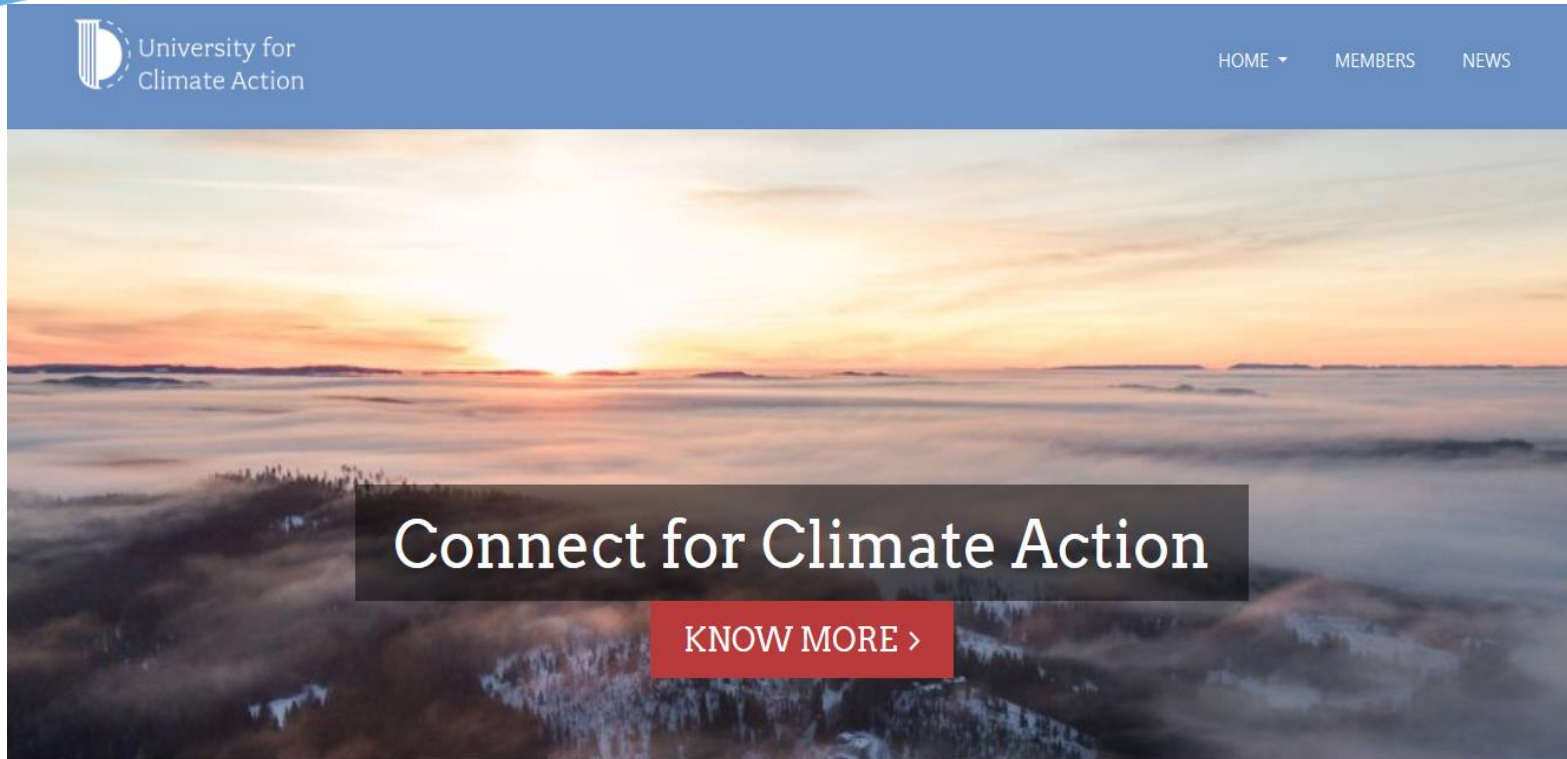 University for
Climate Action
HOME MEMBERS NEWS
Connect for Climate Action
KNOW MORE >